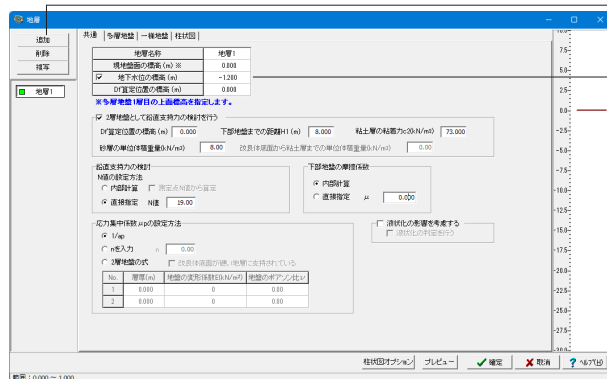 地層
追加
削除
複写
地層1
共通 多層地盤 一様地盤 柱状図
地層名称 地層1
現地盤面の標高(m) ※ 0.000
地下水位の標高(m) -1.200
Df算定位置の標高(m) 0.000
※多層地盤1層目の上面標高を指定します。
2層地盤として鉛直支持力の検討を行う
Df算定位置の標高(m) 0.000 下部地盤までの距離H1(m) 8.000 粘土層の粘着力c2(kN/m²) 73.000
砂層の単位体積重量(kN/m³) 8.00 改良体底面から粘土層までの単位体積重量(kN/m³) 0.00
鉛直支持力の検討
N値の設定方法
内部計算 測定点N値から算定
直接指定 N値 19.00
下部地盤の摩擦係数
内部計算
直接指定 μ 0.000
応力集中係数μpの設定方法
1/ap
nを入力 n 0.00
2層地盤の式 改良体底面が硬い地層に支持されている
液状化の影響を考慮する
液状化の判定を行う
No. 層厚(m) 地盤の変形係数E(kN/m²) 地盤のポアソン比ν
1 0.000 0 0.00
2 0.000 0 0.00
10.0
7.5
5.0
2.5
0.0
-2.5
-5.0
-7.5
-10.0
-12.5
-15.0
-17.5
-20.0
-22.5
-25.0
-27.5
-30.0
柱状図オプション プレビュー 確定 取消 ヘルプ(H)
範囲：0.000 ～ 1.000